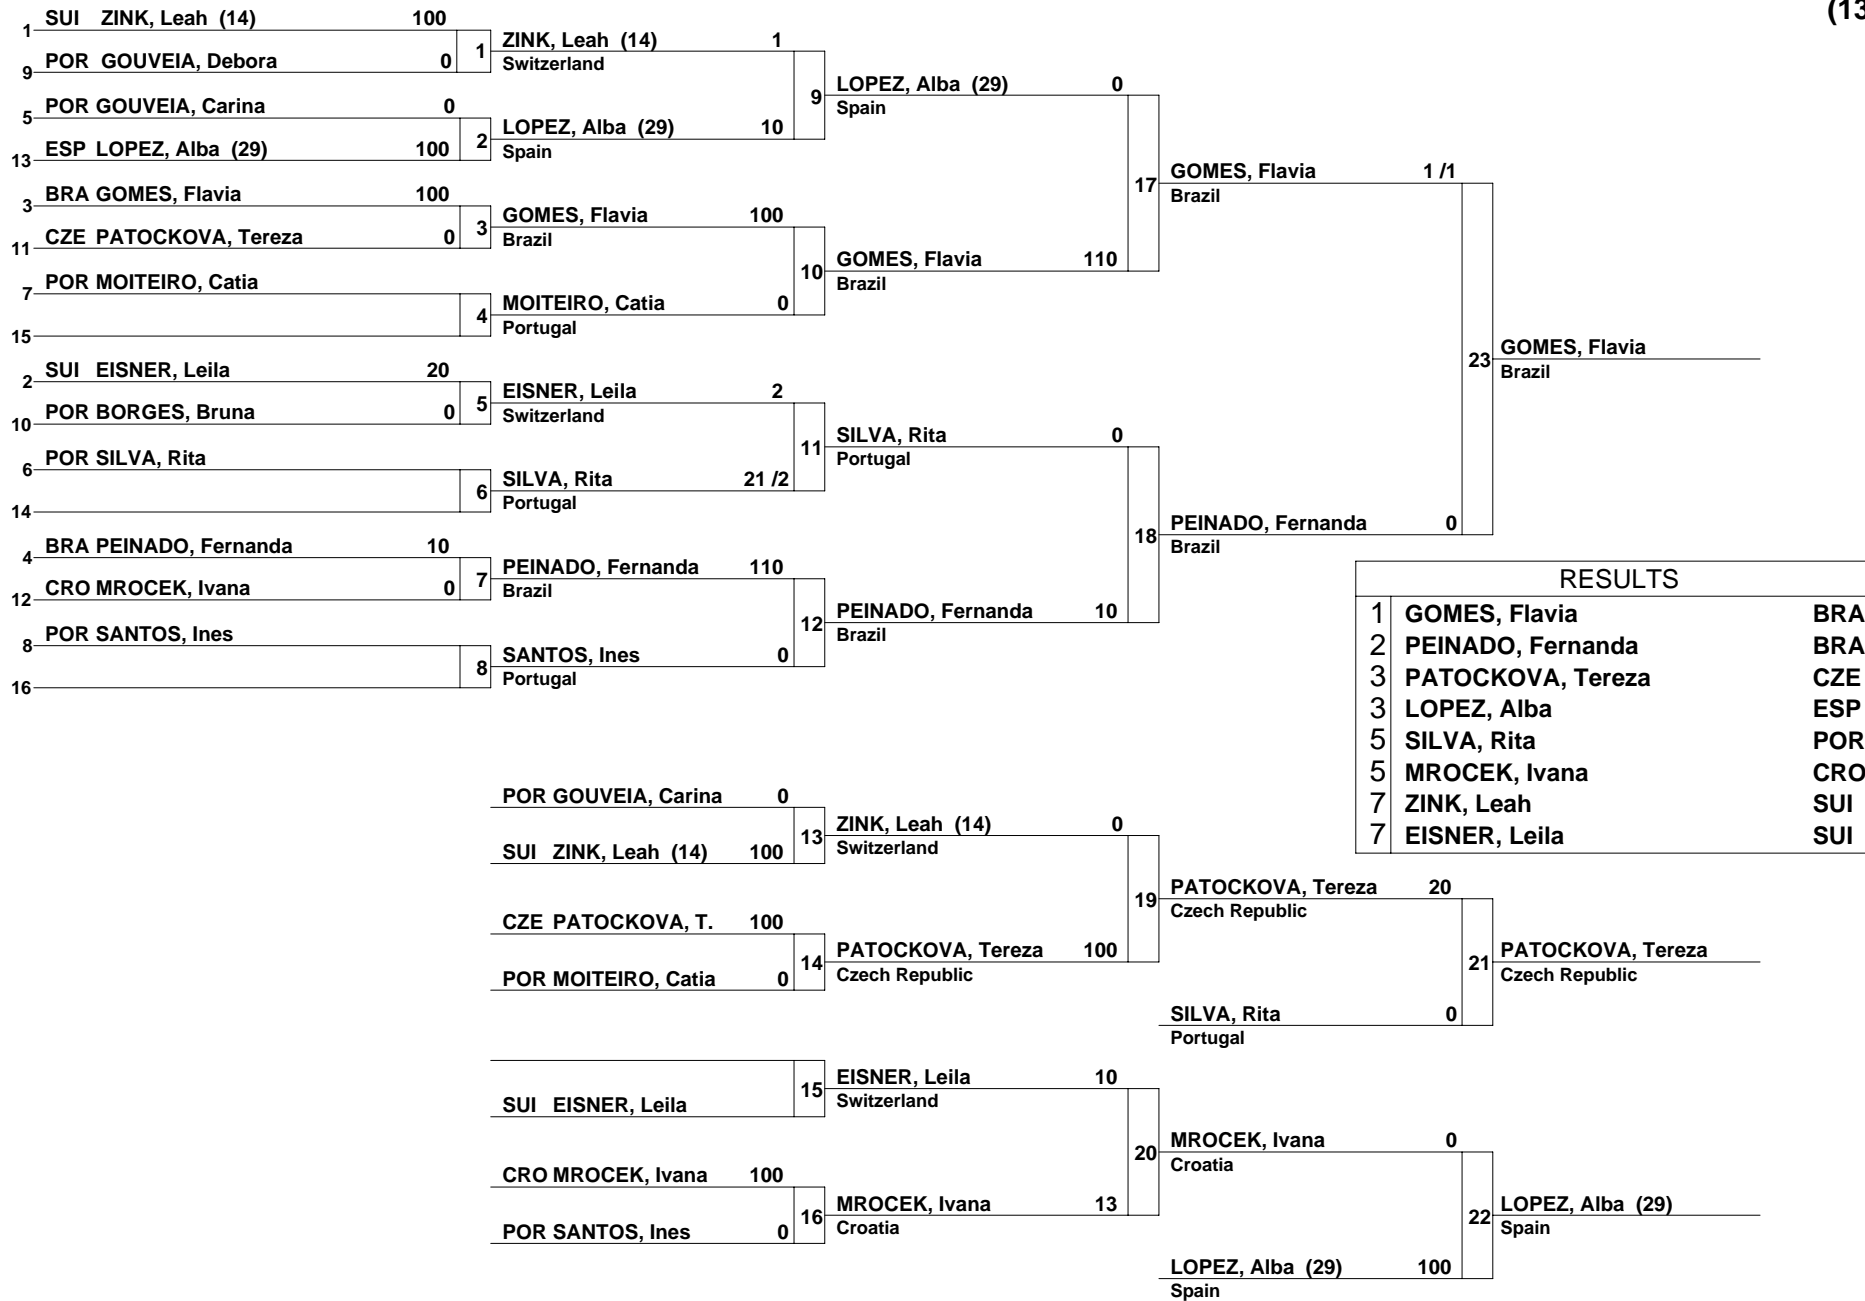 (13
1 SUI ZINK, Leah (14) 100
9 POR GOUVEIA, Debora 0
5 POR GOUVEIA, Carina 0
13 ESP LOPEZ, Alba (29) 100
3 BRA GOMES, Flavia 100
11 CZE PATOCKOVA, Tereza 0
7 POR MOITEIRO, Catia
15
2 SUI EISNER, Leila 20
10 POR BORGES, Bruna 0
6 POR SILVA, Rita
14
4 BRA PEINADO, Fernanda 10
12 CRO MROCEK, Ivana 0
8 POR SANTOS, Ines
16
1 ZINK, Leah (14) 1
Switzerland
2 LOPEZ, Alba (29) 10
Spain
3 GOMES, Flavia 100
Brazil
4 MOITEIRO, Catia 0
Portugal
5 EISNER, Leila 2
Switzerland
6 SILVA, Rita 21 /2
Portugal
7 PEINADO, Fernanda 110
Brazil
8 SANTOS, Ines 0
Portugal
9 LOPEZ, Alba (29) 0
Spain
10 GOMES, Flavia 110
Brazil
11 SILVA, Rita 0
Portugal
12 PEINADO, Fernanda 10
Brazil
17 GOMES, Flavia 1 /1
Brazil
18 PEINADO, Fernanda 0
Brazil
23 GOMES, Flavia
Brazil
RESULTS
1 GOMES, Flavia BRA
2 PEINADO, Fernanda BRA
3 PATOCKOVA, Tereza CZE
3 LOPEZ, Alba ESP
5 SILVA, Rita POR
5 MROCEK, Ivana CRO
7 ZINK, Leah SUI
7 EISNER, Leila SUI
POR GOUVEIA, Carina 0
SUI ZINK, Leah (14) 100
CZE PATOCKOVA, T. 100
POR MOITEIRO, Catia 0
SUI EISNER, Leila
CRO MROCEK, Ivana 100
POR SANTOS, Ines 0
13 ZINK, Leah (14) 0
Switzerland
14 PATOCKOVA, Tereza 100
Czech Republic
15 EISNER, Leila 10
Switzerland
16 MROCEK, Ivana 13
Croatia
19 PATOCKOVA, Tereza 20
Czech Republic
SILVA, Rita 0
Portugal
20 MROCEK, Ivana 0
Croatia
LOPEZ, Alba (29) 100
Spain
21 PATOCKOVA, Tereza
Czech Republic
22 LOPEZ, Alba (29)
Spain